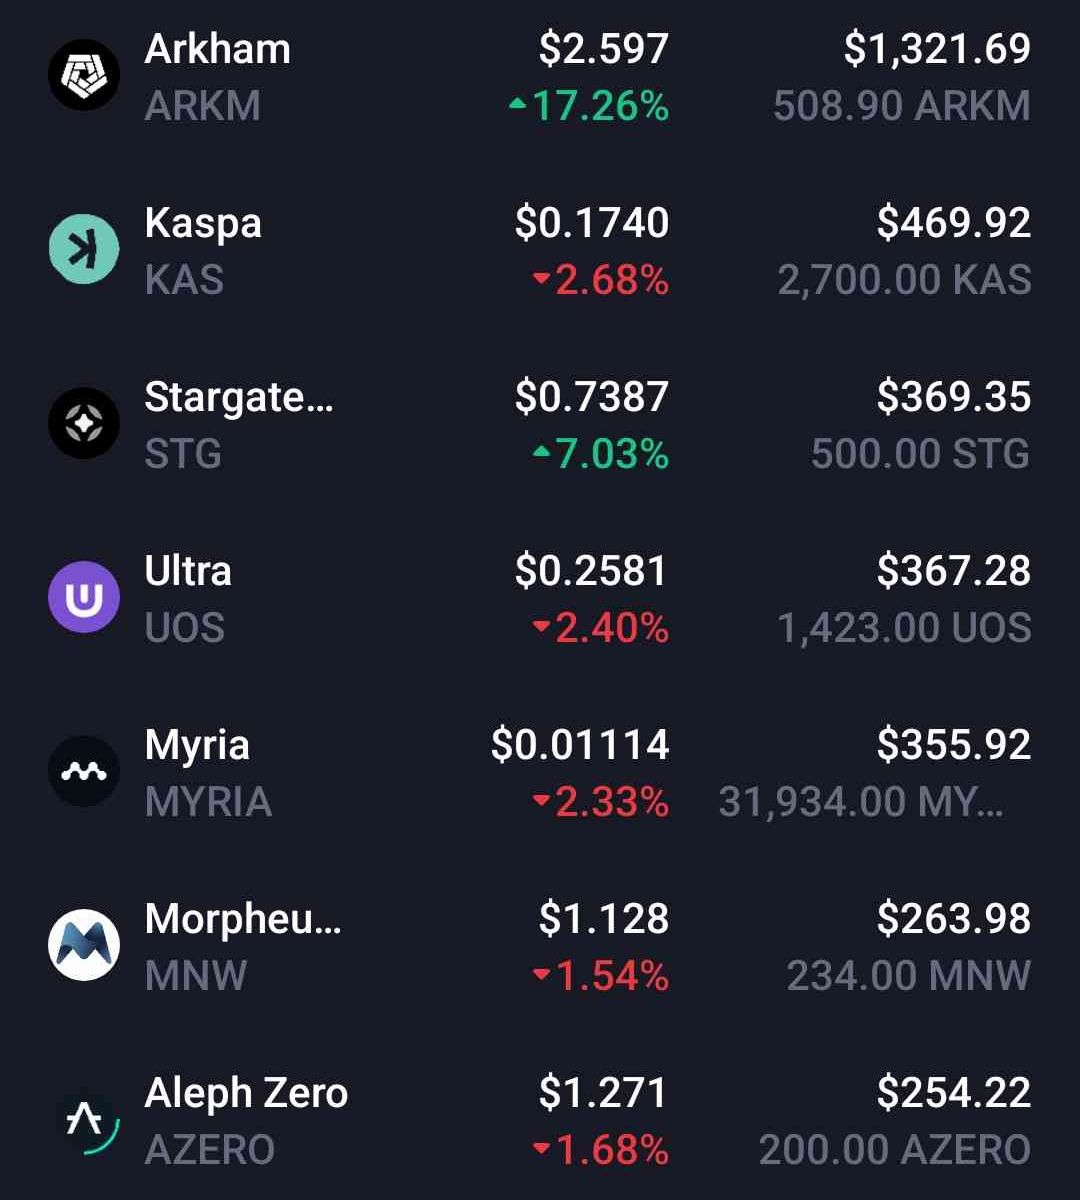 Arkham $2.597 $1,321.69
ARKM ▲17.26% 508.90 ARKM
Kaspa $0.1740 $469.92
KAS ▼2.68% 2,700.00 KAS
Stargate... $0.7387 $369.35
STG ▲7.03% 500.00 STG
Ultra $0.2581 $367.28
UOS ▼2.40% 1,423.00 UOS
Myria $0.01114 $355.92
MYRIA ▼2.33% 31,934.00 MY...
Morpheu... $1.128 $263.98
MNW ▼1.54% 234.00 MNW
Aleph Zero $1.271 $254.22
AZERO ▼1.68% 200.00 AZERO